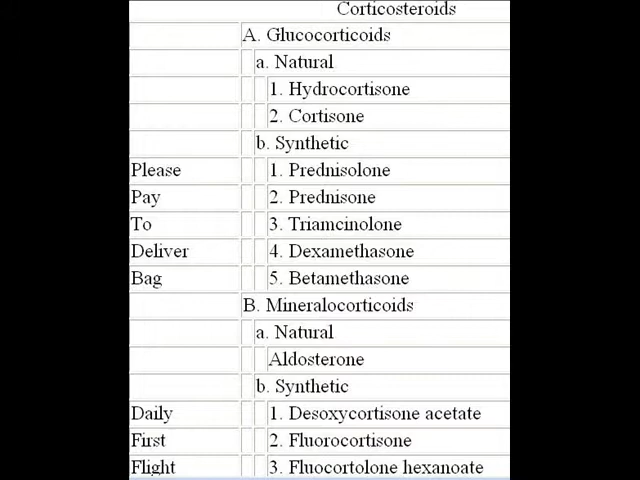 Corticosteroids
A. Glucocorticoids
a. Natural
1. Hydrocortisone
2. Cortisone
b. Synthetic
Please 1. Prednisolone
Pay 2. Prednisone
To 3. Triamcinolone
Deliver 4. Dexamethasone
Bag 5. Betamethasone
B. Mineralocorticoids
a. Natural
Aldosterone
b. Synthetic
Daily 1. Desoxycortisone acetate
First 2. Fluorocortisone
Flight 3. Fluocortolone hexanoate